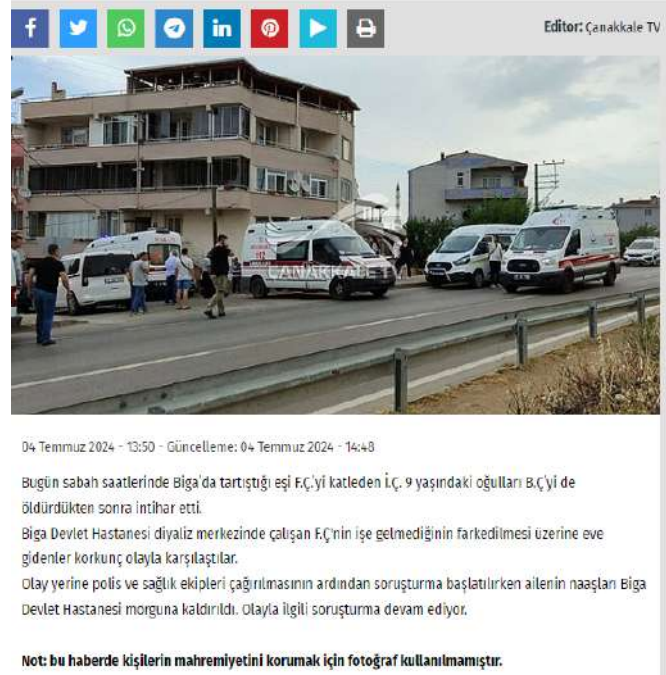 Editör: Çanakkale TV
112
ÇANAKKALE TV
04 Temmuz 2024 - 13:50 - Güncelleme: 04 Temmuz 2024 - 14:48
Bugün sabah saatlerinde Biga'da tartıştığı eşi F.Ç.'yi katleden İ.Ç. 9 yaşındaki oğulları B.Ç'yi de
öldürdükten sonra intihar etti.
Biga Devlet Hastanesi diyaliz merkezinde çalışan F.Ç'nin işe gelmediğinin farkedilmesi üzerine eve
gidenler korkunç olayla karşılaştılar.
Olay yerine polis ve sağlık ekipleri çağırılmasının ardından soruşturma başlatılırken ailenin naaşları Biga
Devlet Hastanesi morguna kaldırıldı. Olayla ilgili soruşturma devam ediyor.
Not: bu haberde kişilerin mahremiyetini korumak için fotoğraf kullanılmamıştır.